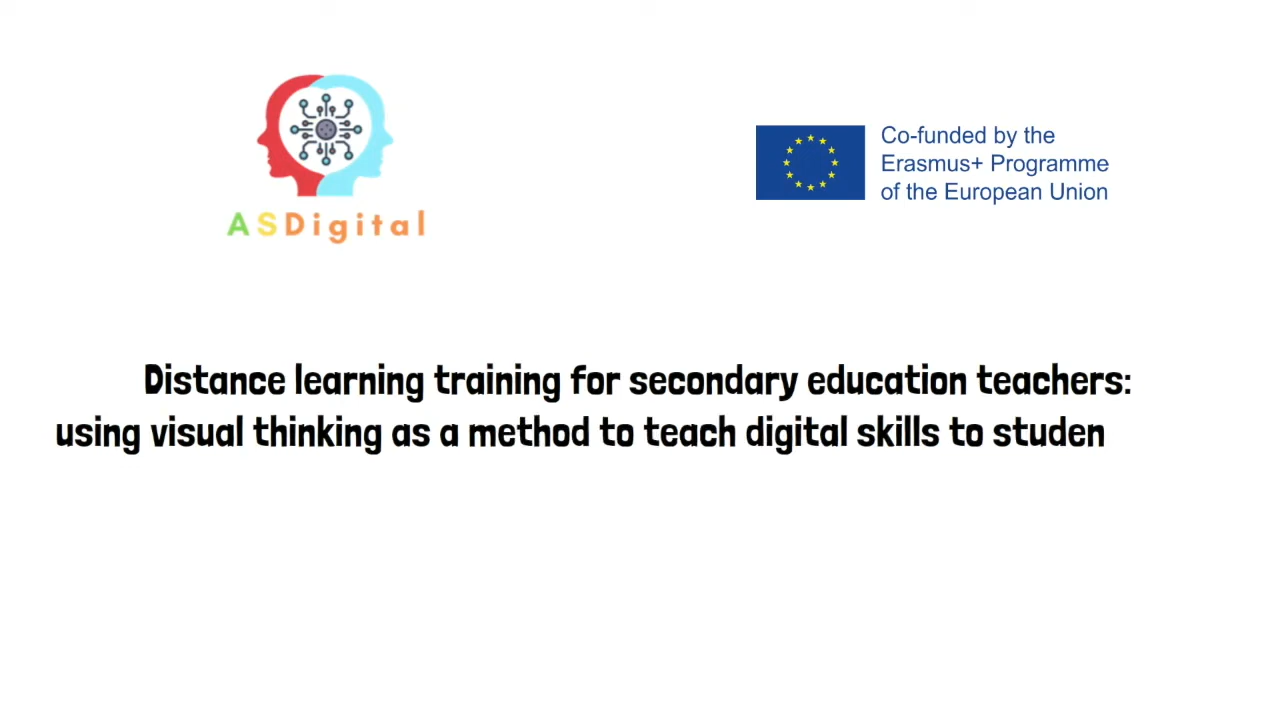 ASDigital
Co-funded by the
Erasmus+ Programme
of the European Union
Distance learning training for secondary education teachers:
using visual thinking as a method to teach digital skills to studen